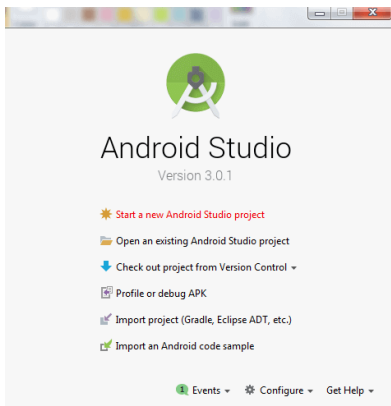 Android Studio
Version 3.0.1
Start a new Android Studio project
Open an existing Android Studio project
Check out project from Version Control
Profile or debug APK
Import project (Gradle, Eclipse ADT, etc.)
Import an Android code sample
1 Events Configure Get Help